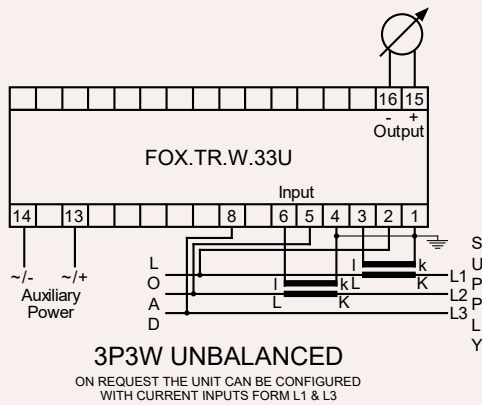 16 15
- +
Output
FOX.TR.W.33U
Input
14 13 8 6 5 4 3 2 1
~/- ~/+
Auxiliary
Power
L
O
A
D
l k
L K
l k
L K
L1
L2
L3
S
U
P
P
L
Y
3P3W UNBALANCED
ON REQUEST THE UNIT CAN BE CONFIGURED
WITH CURRENT INPUTS FORM L1 & L3